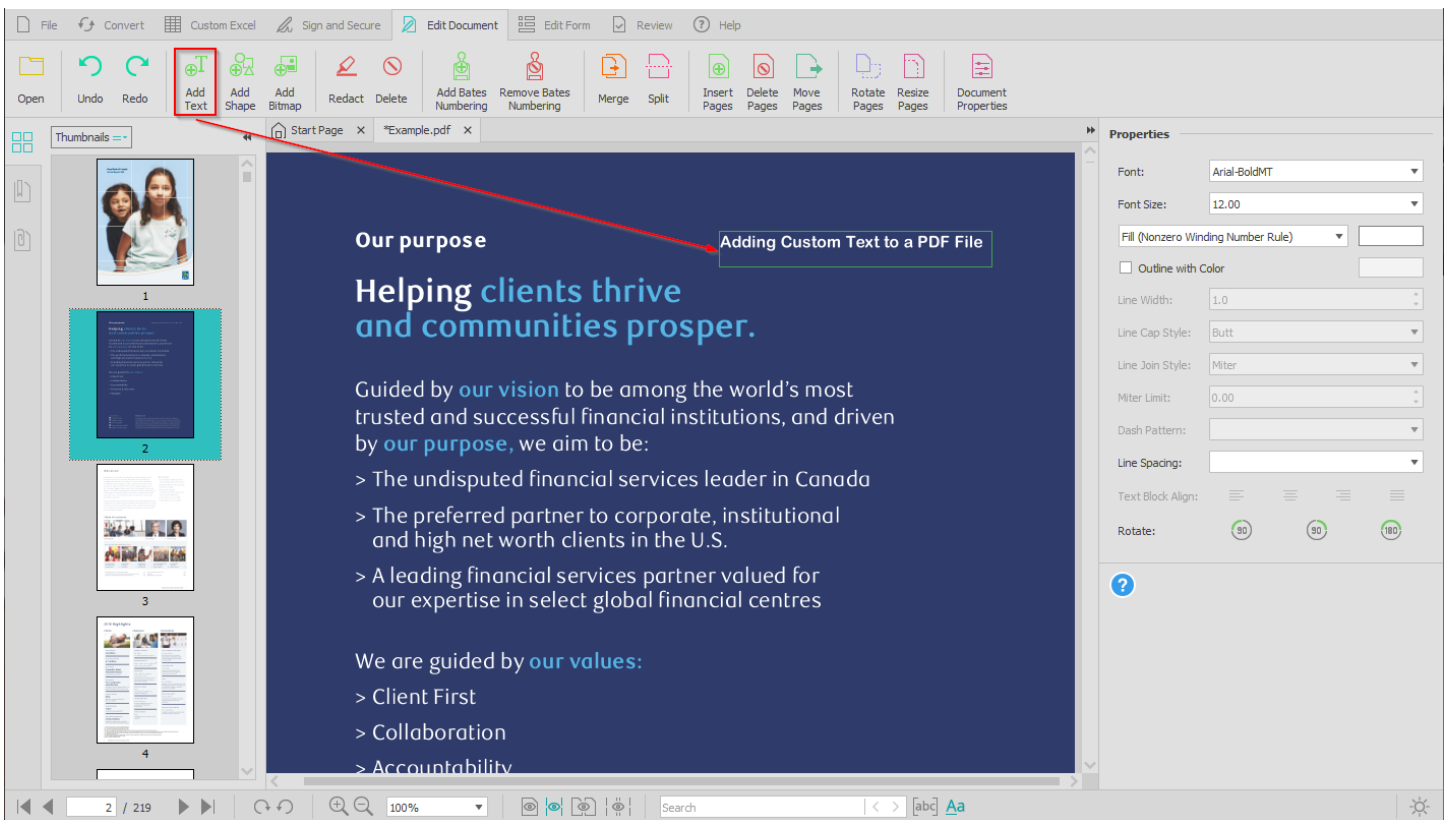 File Convert Custom Excel Sign and Secure Edit Document Edit Form Review Help
Open Undo Redo Add Text Add Shape Add Bitmap Redact Delete Add Bates Numbering Remove Bates Numbering Merge Split Insert Pages Delete Pages Move Pages Rotate Pages Resize Pages Document Properties
Thumbnails
Start Page *Example.pdf
1
2
3
2019 Highlights
4
Our purpose
Adding Custom Text to a PDF File
Helping clients thrive
and communities prosper.
Guided by our vision to be among the world's most
trusted and successful financial institutions, and driven
by our purpose, we aim to be:
> The undisputed financial services leader in Canada
> The preferred partner to corporate, institutional
and high net worth clients in the U.S.
> A leading financial services partner valued for
our expertise in select global financial centres
We are guided by our values:
> Client First
> Collaboration
> Accountability
Properties
Font: Arial-BoldMT
Font Size: 12.00
Fill (Nonzero Winding Number Rule)
Outline with Color
Line Width: 1.0
Line Cap Style: Butt
Line Join Style: Miter
Miter Limit: 0.00
Dash Pattern:
Line Spacing:
Text Block Align:
Rotate: 90 90 180
?
2 / 219 100% Search [abc] Aa